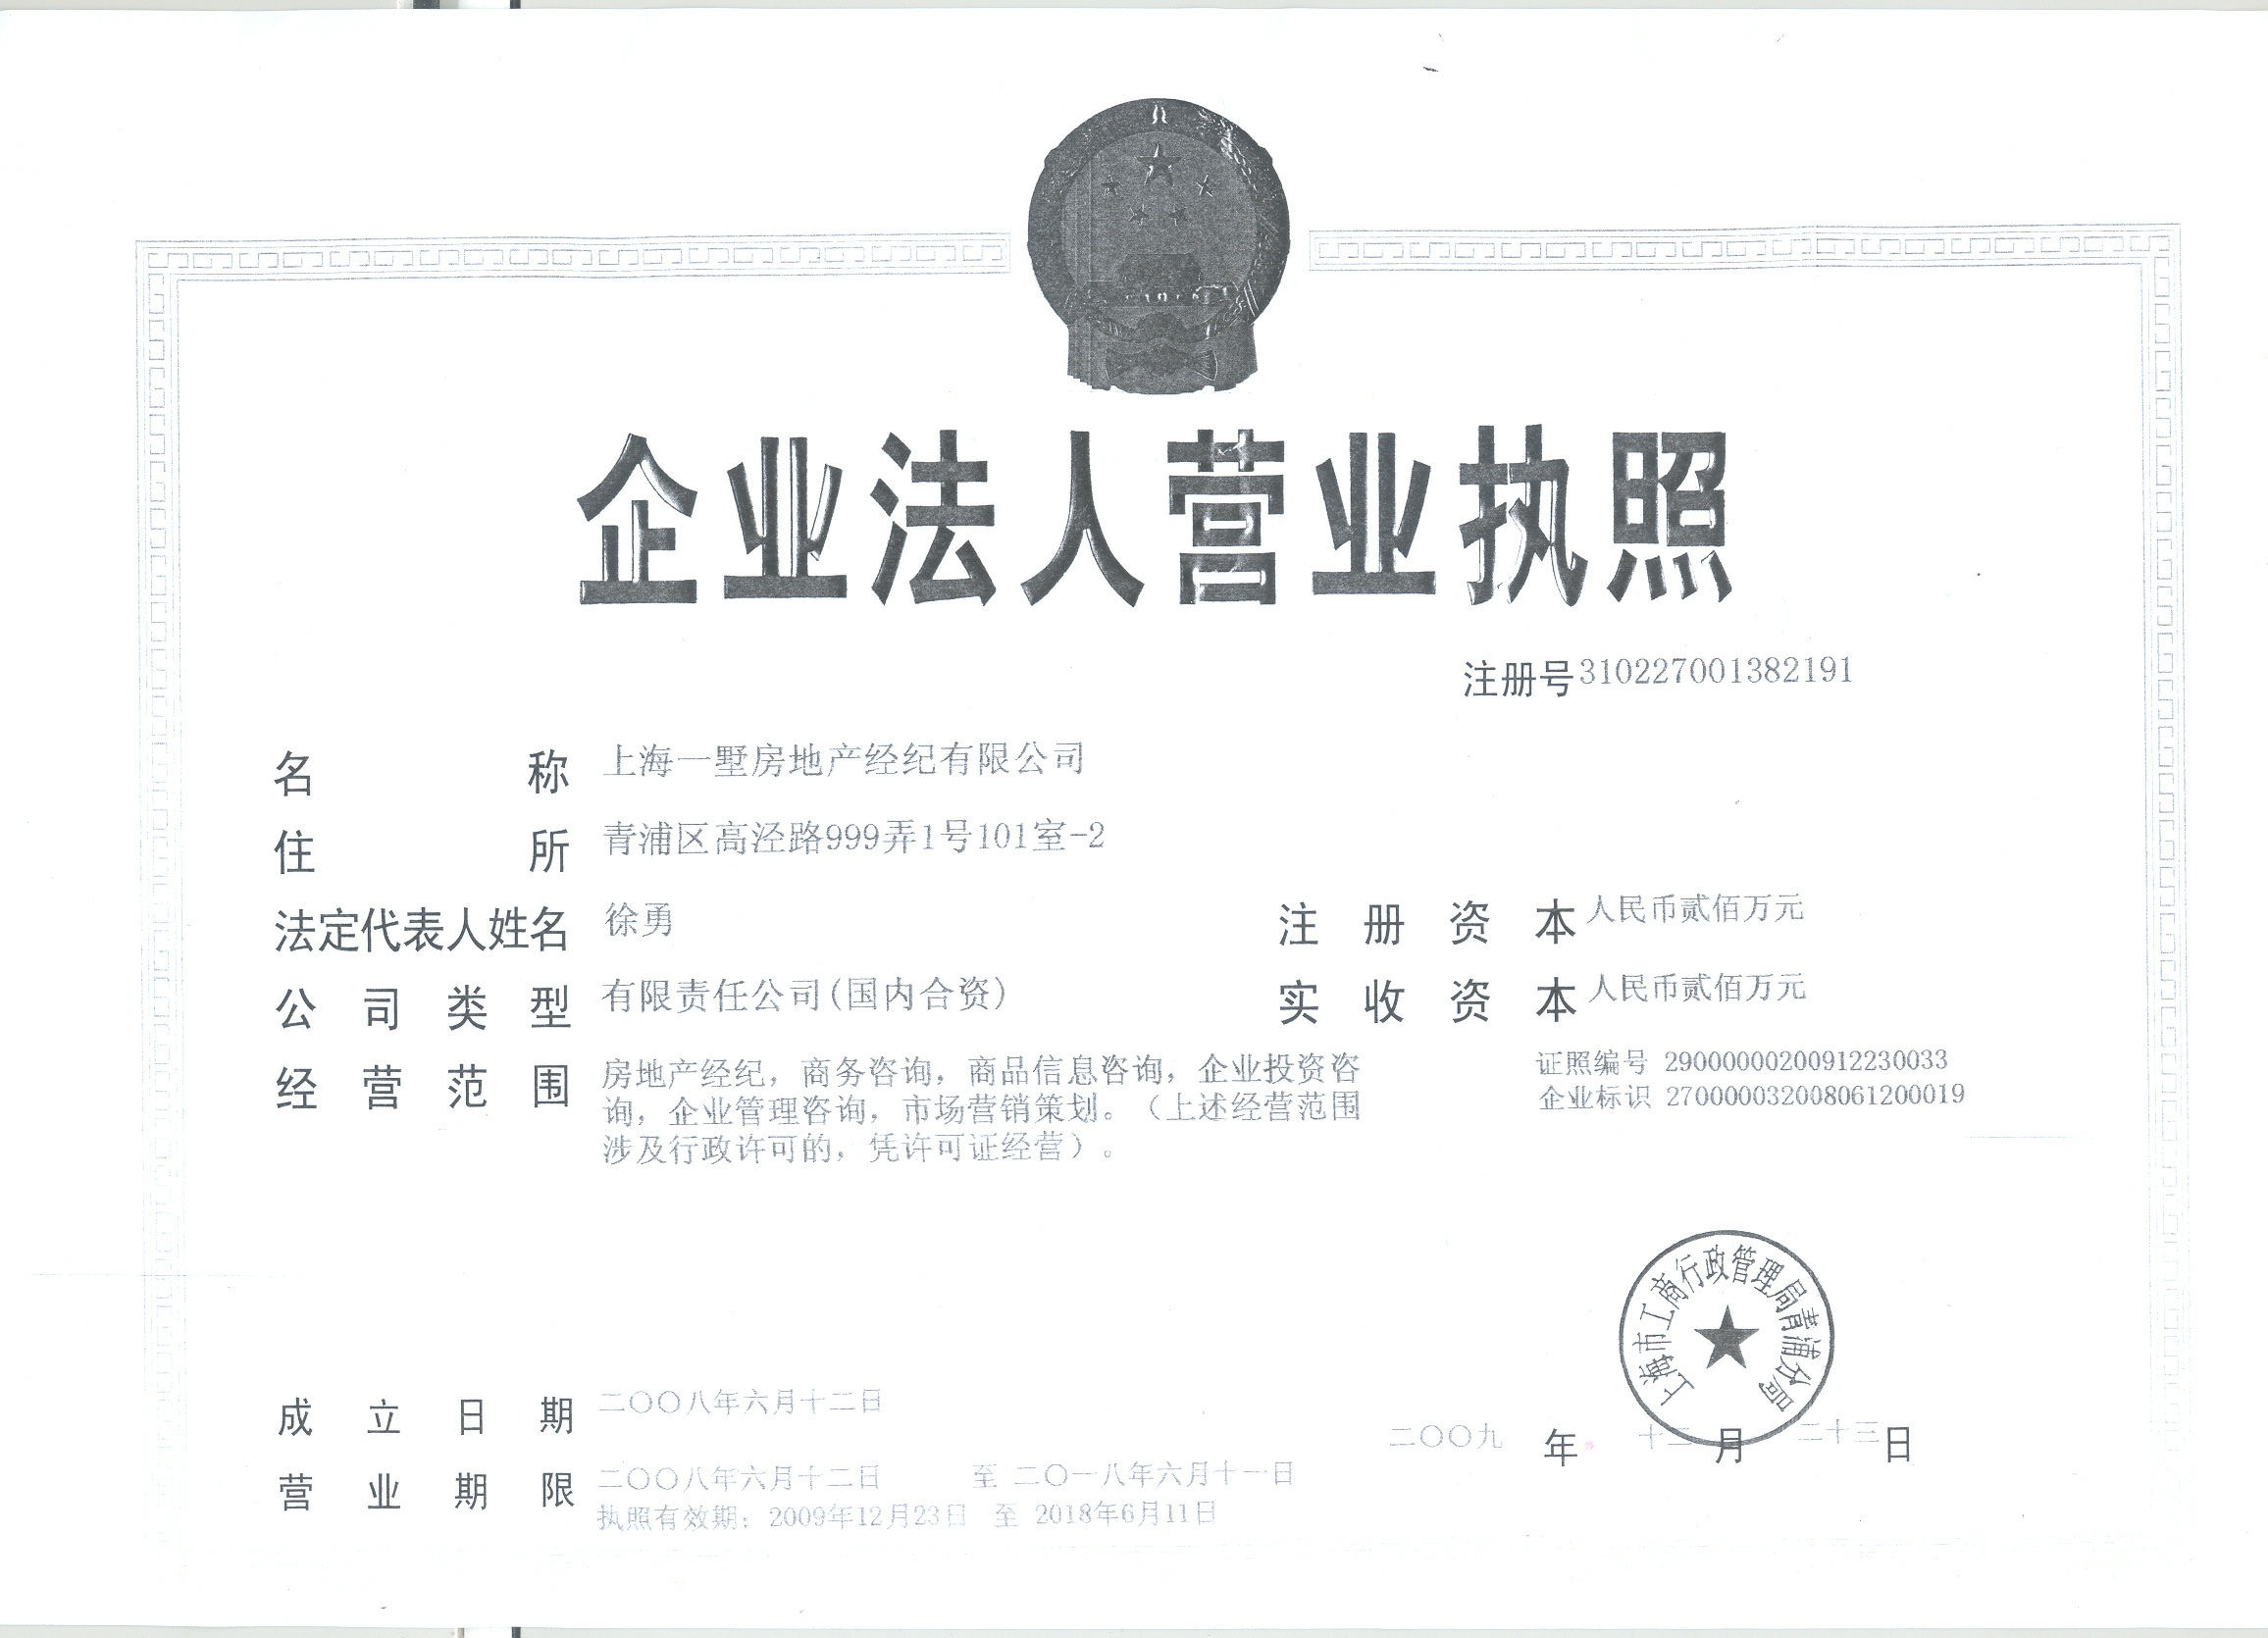 企业法人营业执照
注册号310227001382191
名称 上海一墅房地产经纪有限公司
住所 青浦区高泾路999弄1号101室-2
法定代表人姓名 徐勇
注册资本 人民币贰佰万元
公司类型 有限责任公司(国内合资)
实收资本 人民币贰佰万元
经营范围 房地产经纪，商务咨询，商品信息咨询，企业投资咨
询，企业管理咨询，市场营销策划。（上述经营范围
涉及行政许可的，凭许可证经营）。
证照编号 29000000200912230033
企业标识 27000003200806120​0019
上海市工商行政管理局青浦分局
成立日期 二〇〇八年六月十二日
二〇〇九年十二月二十三日
营业期限 二〇〇八年六月十二日 至 二〇一八年六月十一日
执照有效期：2009年12月23日 至 2018年6月11日